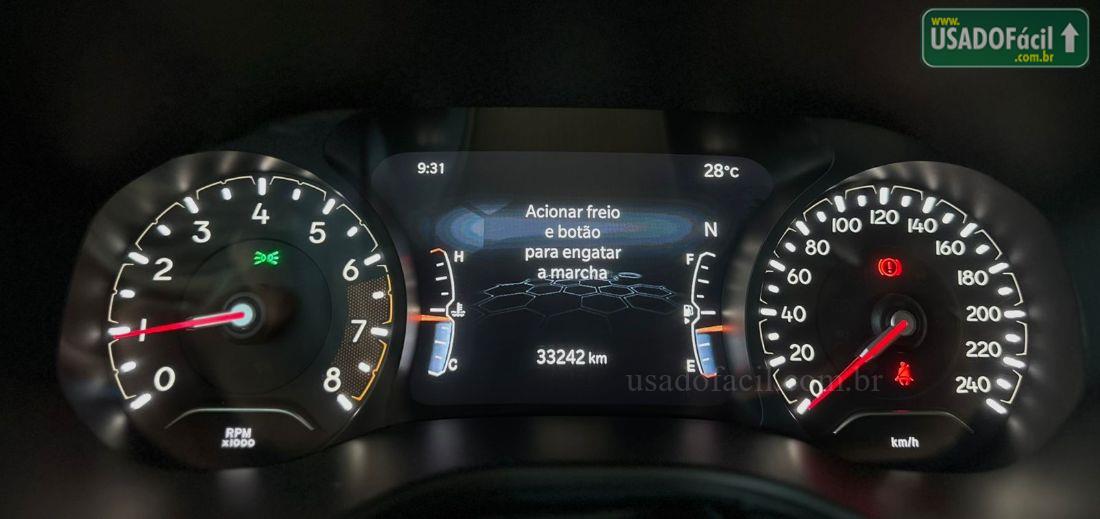 www.
USADOFácil
.com.br
9:31
28°C
Acionar freio
e botão
para engatar
a marcha
N
H
C
F
E
33242 km
usadofácil.com.br
0
1
2
3
4
5
6
7
8
RPM
x1000
0
20
40
60
80
100
120
140
160
180
200
220
240
km/h